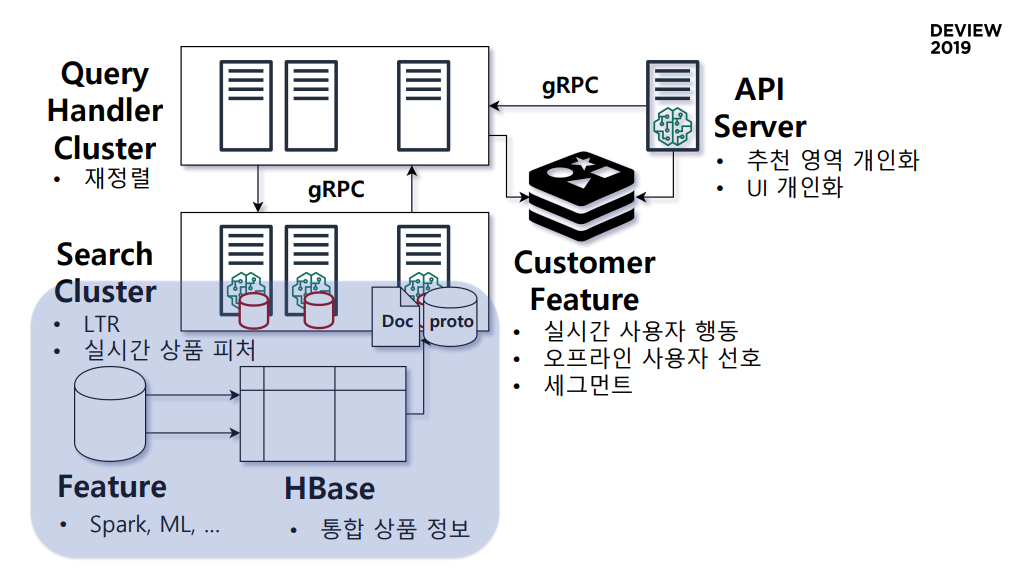 DEVIEW
2019
Query
Handler
Cluster
• 재정렬
gRPC
API
Server
• 추천 영역 개인화
• UI 개인화
gRPC
Search
Cluster
• LTR
• 실시간 상품 피처
Doc
proto
Customer
Feature
• 실시간 사용자 행동
• 오프라인 사용자 선호
• 세그먼트
Feature
• Spark, ML, ...
HBase
• 통합 상품 정보